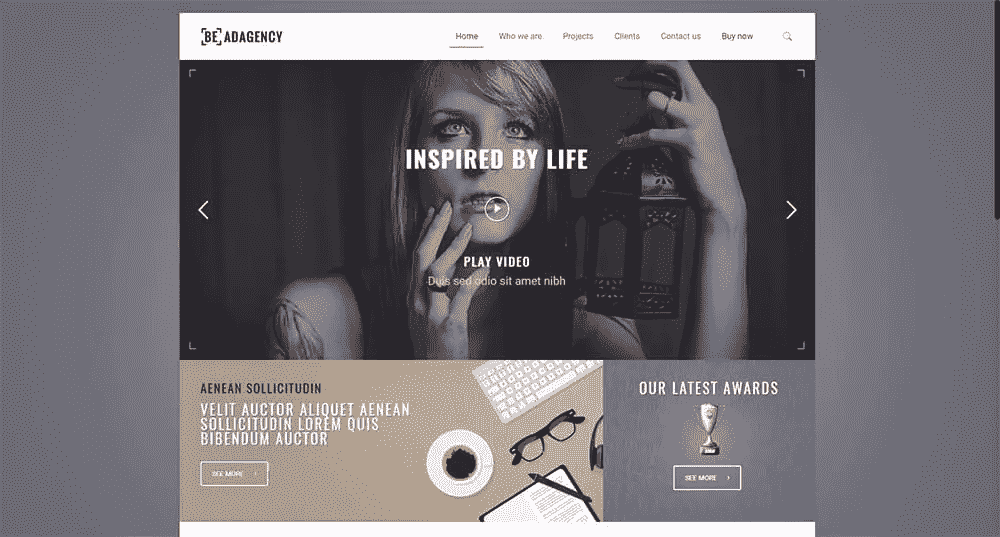 [BE] ADAGENCY
Home Who we are Projects Clients Contact us Buy now
INSPIRED BY LIFE
PLAY VIDEO
Duis sed odio sit amet nibh
AENEAN SOLLICITUDIN
VELIT AUCTOR ALIQUET AENEAN
SOLLICITUDIN LOREM QUIS
BIBENDUM AUCTOR
SEE MORE
OUR LATEST AWARDS
SEE MORE